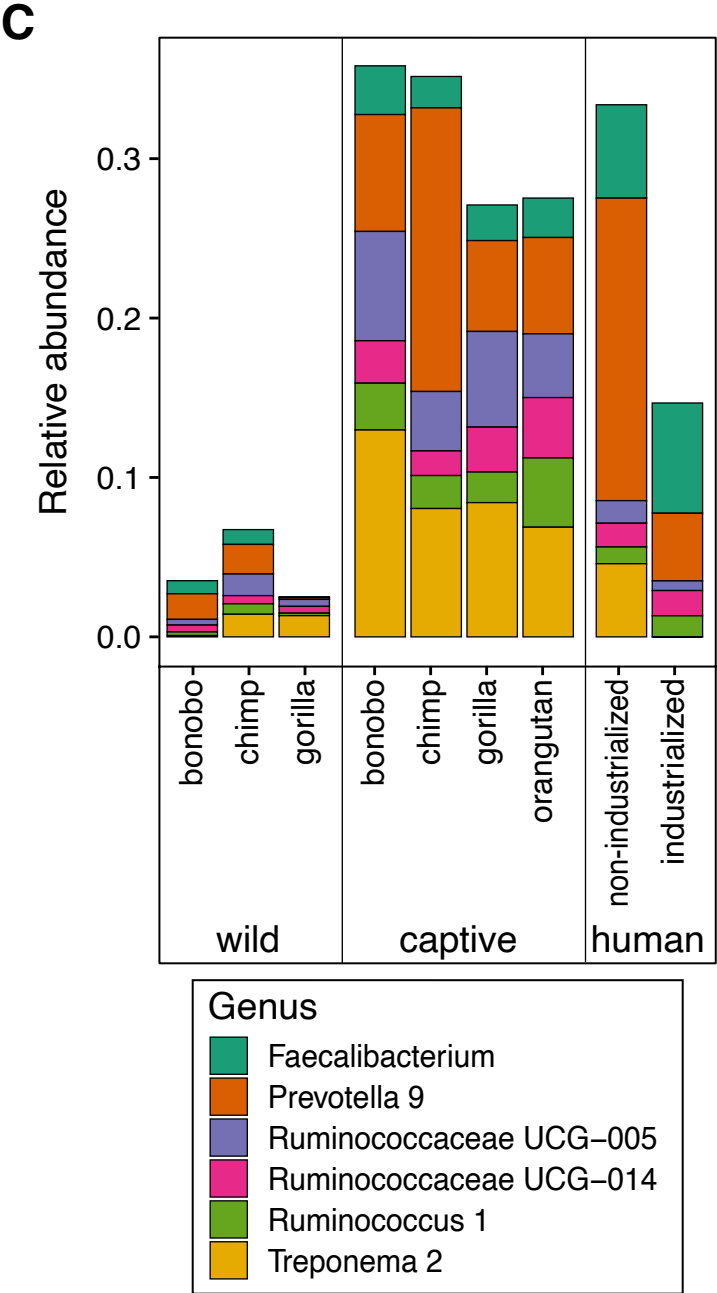 C
Relative abundance
0.3
0.2
0.1
0.0
bonobo
chimp
gorilla
bonobo
chimp
gorilla
orangutan
non-industrialized
industrialized
wild
captive
human
Genus
Faecalibacterium
Prevotella 9
Ruminococcaceae UCG−005
Ruminococcaceae UCG−014
Ruminococcus 1
Treponema 2